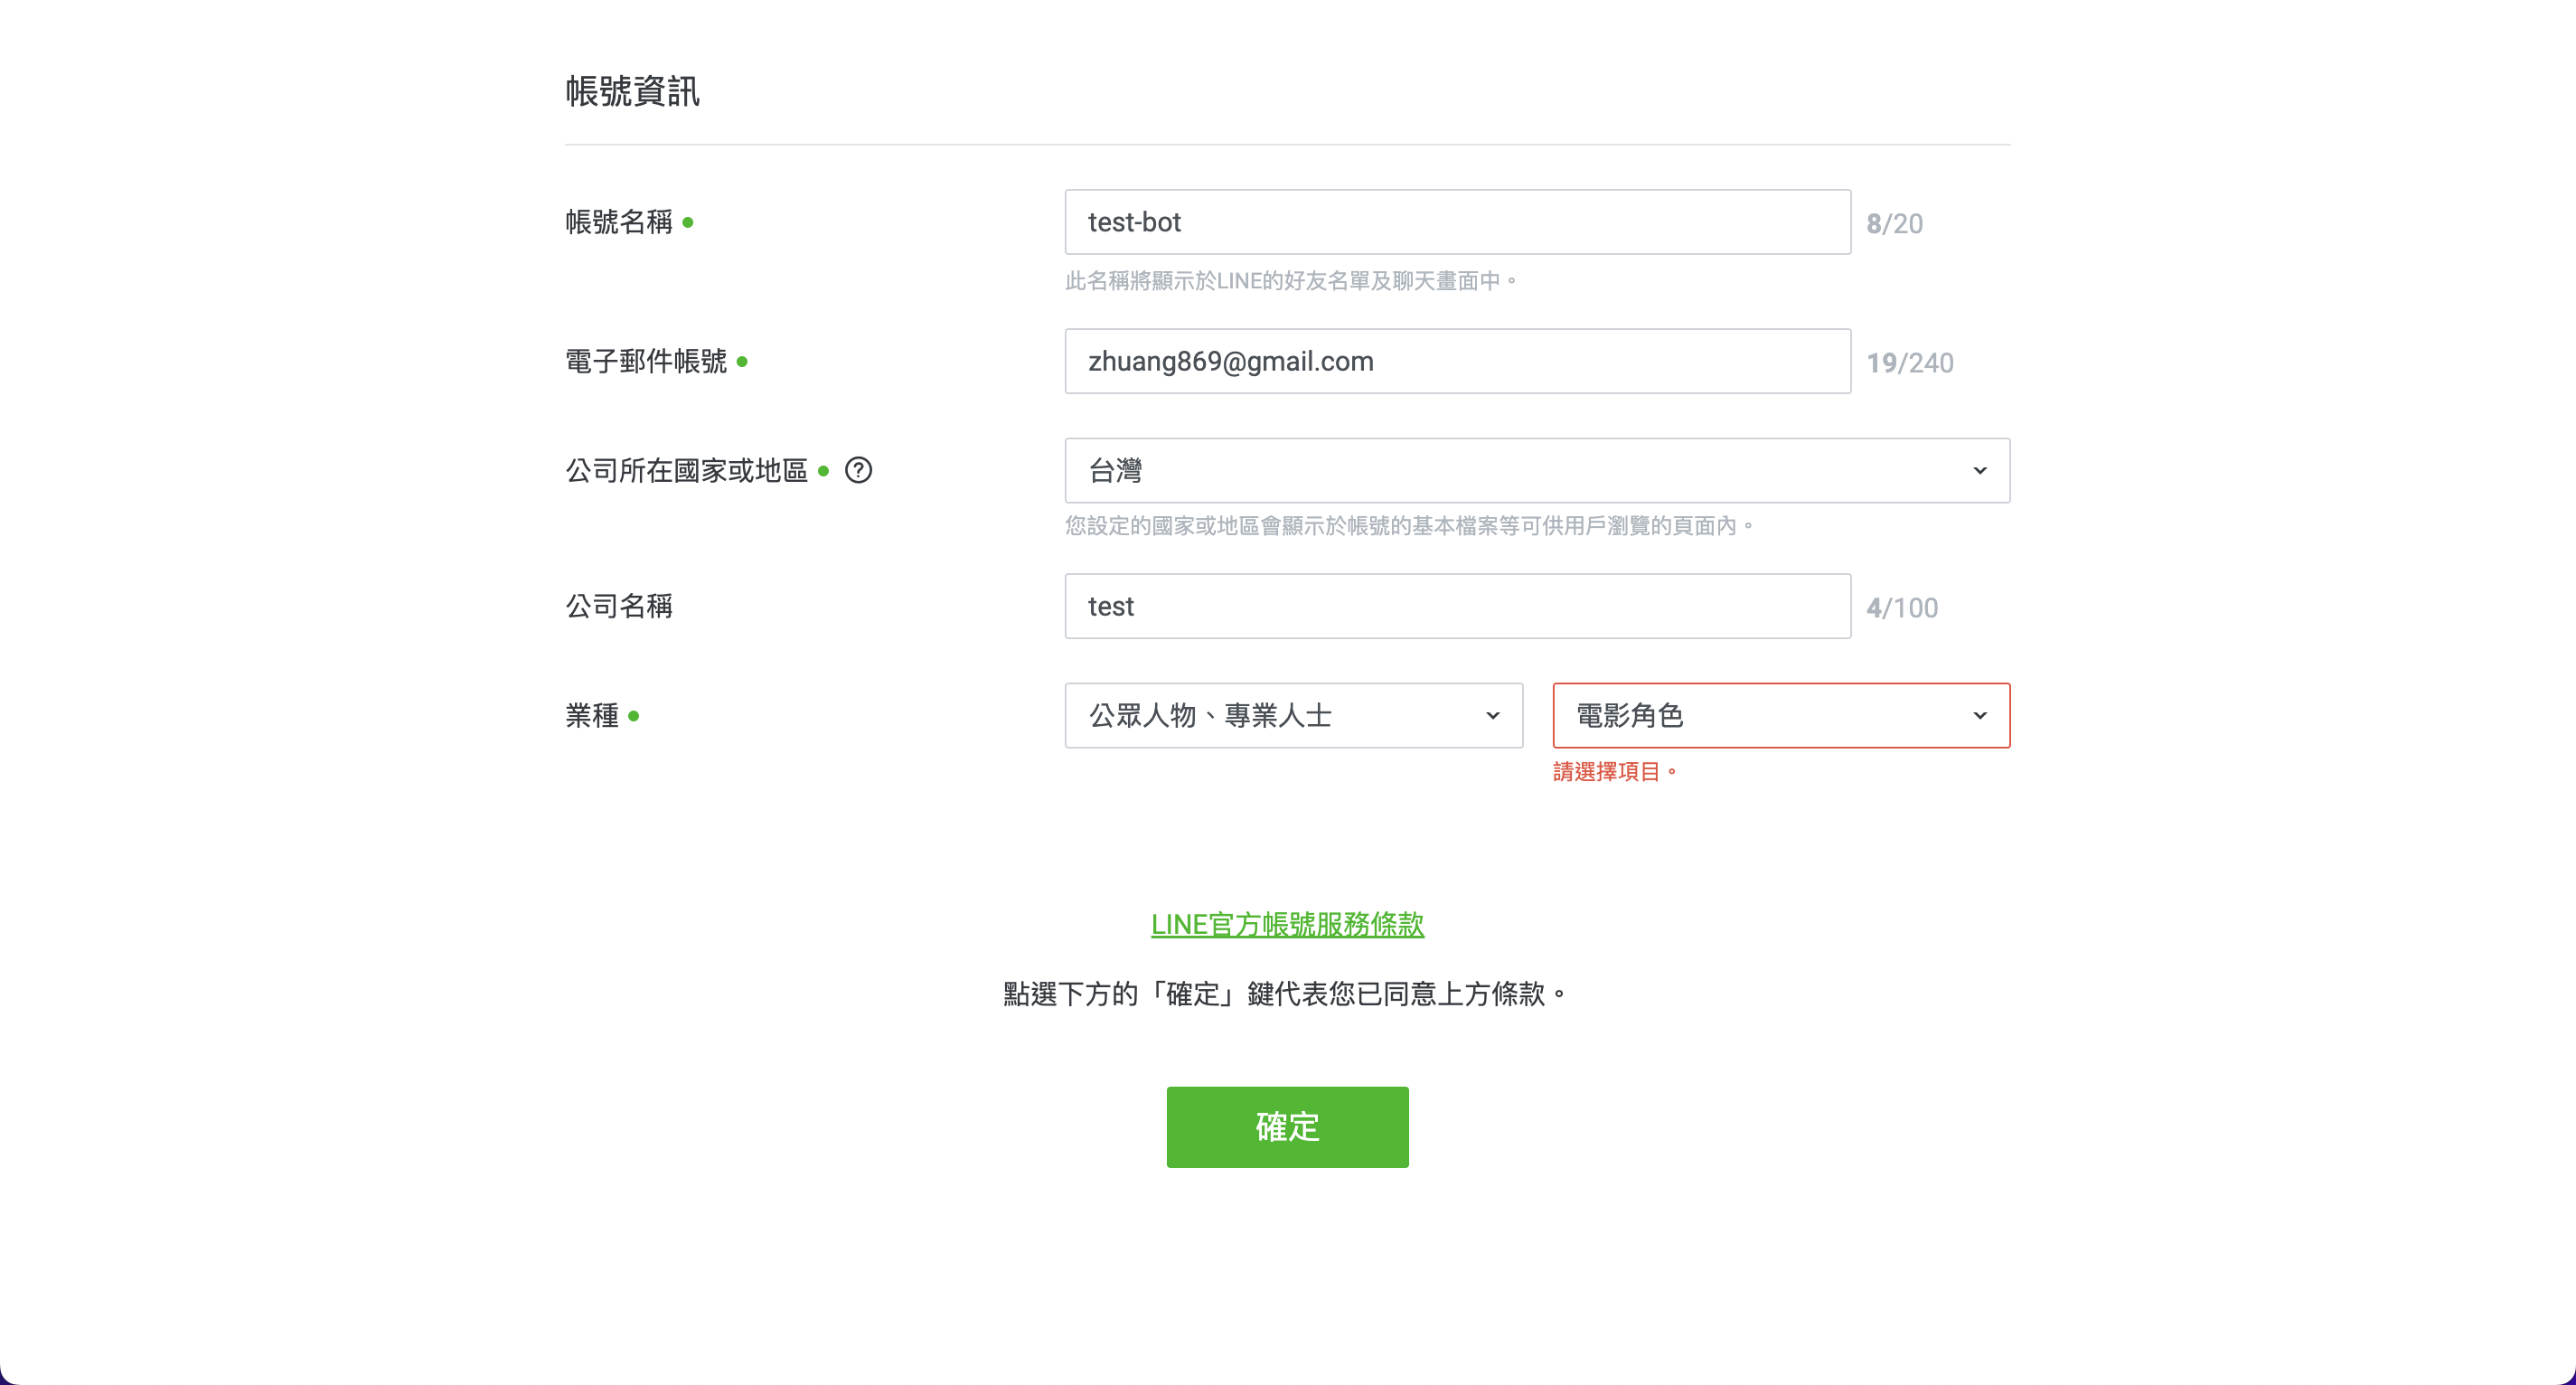 帳號資訊
帳號名稱
test-bot
8/20
此名稱將顯示於LINE的好友名單及聊天畫面中。
電子郵件帳號
zhuang869@gmail.com
19/240
公司所在國家或地區 ?
台灣
您設定的國家或地區會顯示於帳號的基本檔案等可供用戶瀏覽的頁面內。
公司名稱
test
4/100
業種
公眾人物、專業人士
電影角色
請選擇項目。
LINE官方帳號服務條款
點選下方的「確定」鍵代表您已同意上方條款。
確定